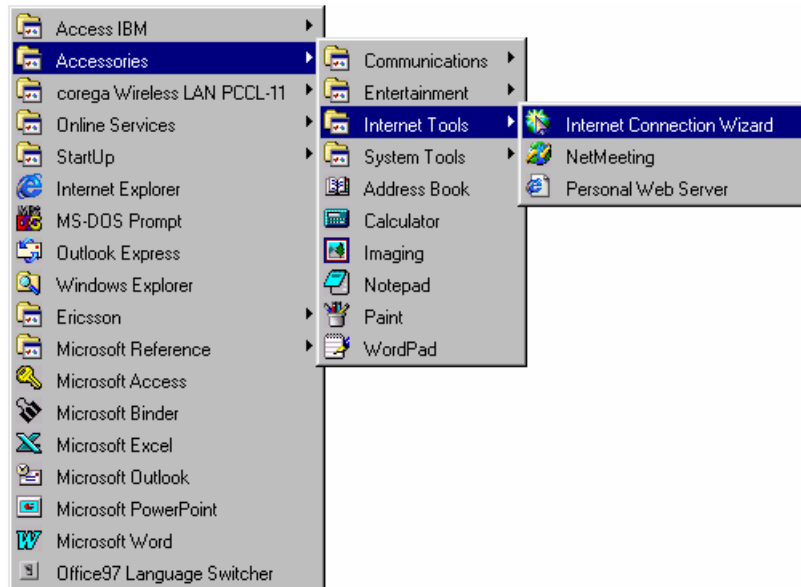 Access IBM
Accessories
corega Wireless LAN PCCL-11
Online Services
StartUp
Internet Explorer
MS-DOS Prompt
Outlook Express
Windows Explorer
Ericsson
Microsoft Reference
Microsoft Access
Microsoft Binder
Microsoft Excel
Microsoft Outlook
Microsoft PowerPoint
Microsoft Word
Office97 Language Switcher
Communications
Entertainment
Internet Tools
System Tools
Address Book
Calculator
Imaging
Notepad
Paint
WordPad
Internet Connection Wizard
NetMeeting
Personal Web Server